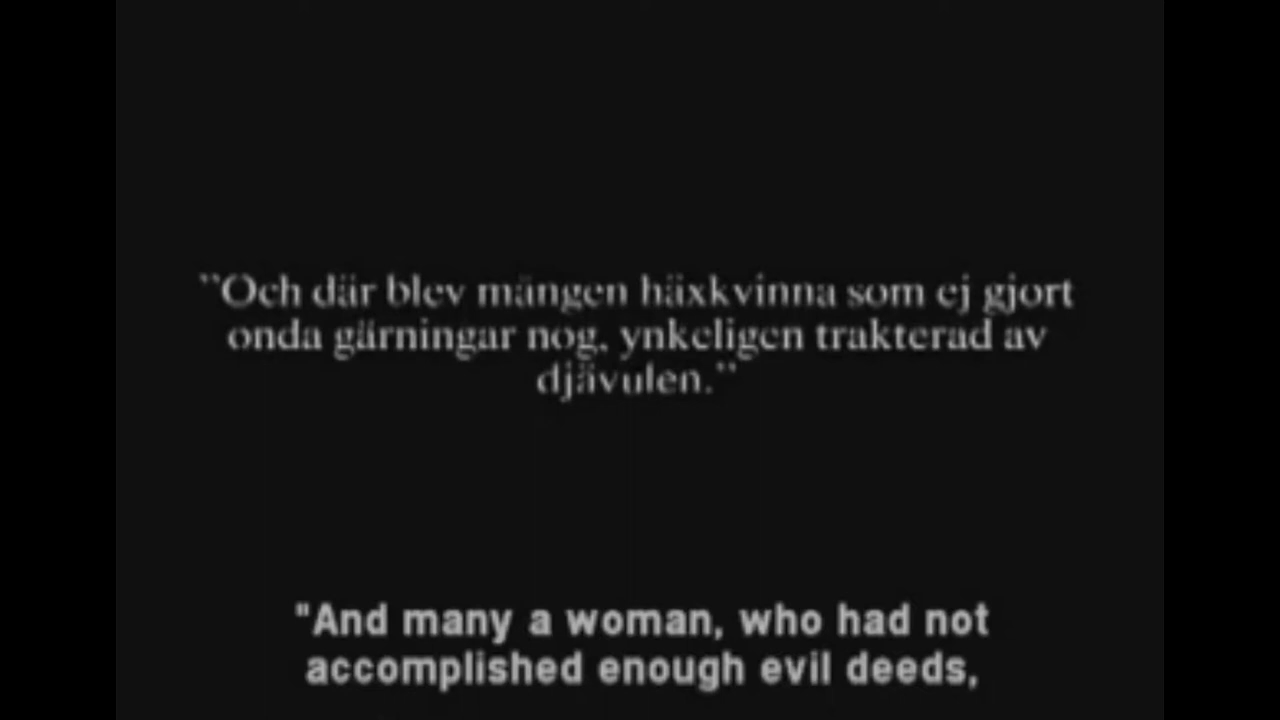 ”Och där blev mången häxkvinna som ej gjort
onda gärningar nog, ynkeligen trakterad av
djävulen.”
"And many a woman, who had not
accomplished enough evil deeds,